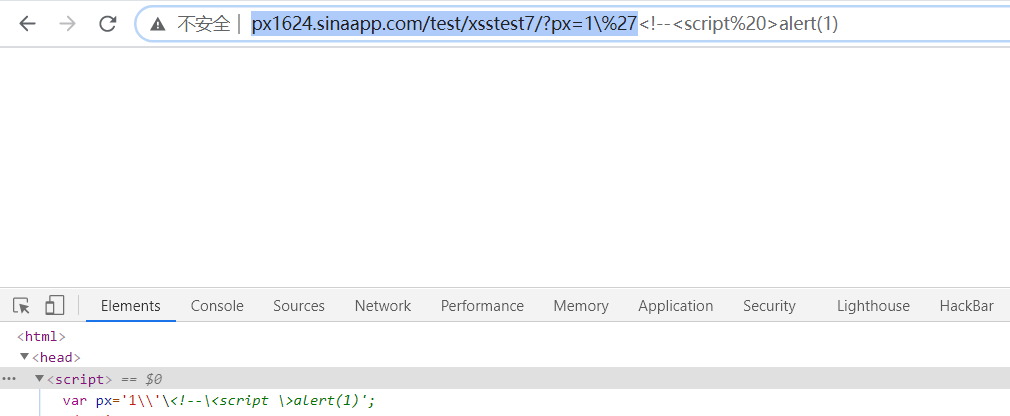 不安全 | px1624.sinaapp.com/test/xsstest7/?px=1\%27<!--<script%20>alert(1)
Elements Console Sources Network Performance Memory Application Security Lighthouse HackBar
<html>
▼<head>
··· ▼<script> == $0
var px='1\\'\<!--\<script \>alert(1)';